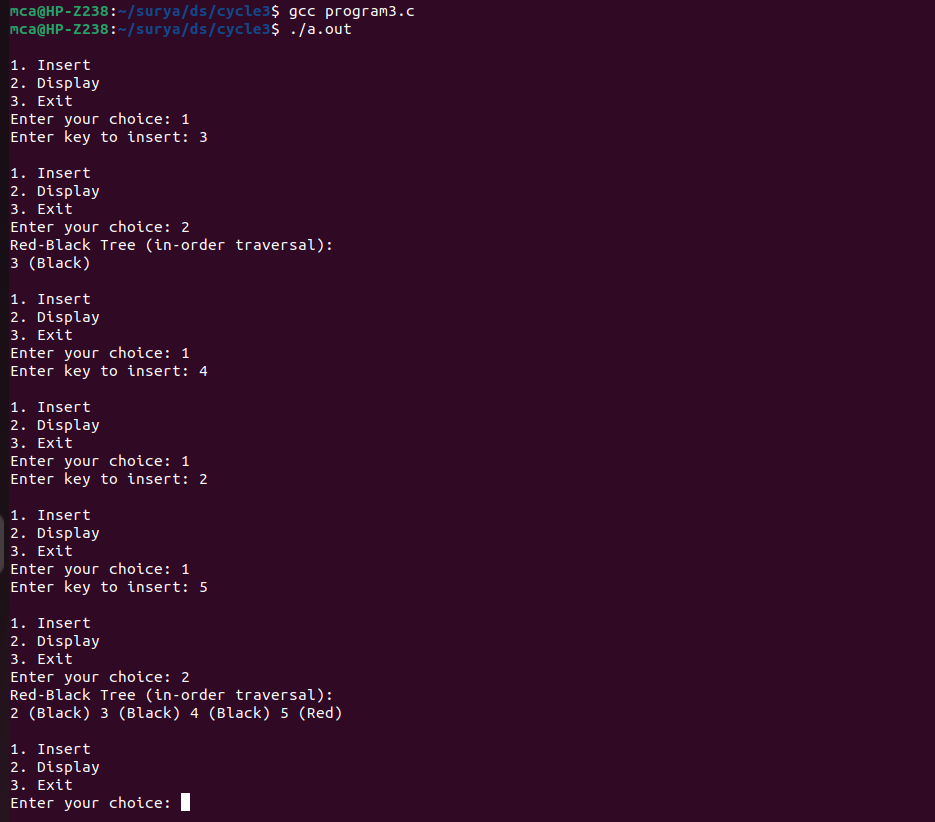 mca@HP-Z238:~/surya/ds/cycle3$ gcc program3.c
mca@HP-Z238:~/surya/ds/cycle3$ ./a.out
1. Insert
2. Display
3. Exit
Enter your choice: 1
Enter key to insert: 3
1. Insert
2. Display
3. Exit
Enter your choice: 2
Red-Black Tree (in-order traversal):
3 (Black)
1. Insert
2. Display
3. Exit
Enter your choice: 1
Enter key to insert: 4
1. Insert
2. Display
3. Exit
Enter your choice: 1
Enter key to insert: 2
1. Insert
2. Display
3. Exit
Enter your choice: 1
Enter key to insert: 5
1. Insert
2. Display
3. Exit
Enter your choice: 2
Red-Black Tree (in-order traversal):
2 (Black) 3 (Black) 4 (Black) 5 (Red)
1. Insert
2. Display
3. Exit
Enter your choice: